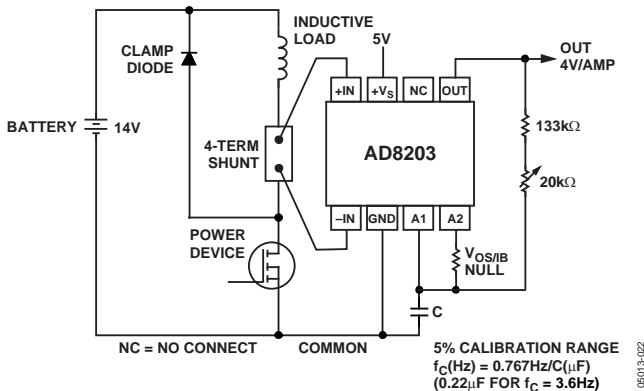 INDUCTIVE
LOAD
5V
OUT
4V/AMP
CLAMP
DIODE
+IN
+VS
NC
OUT
BATTERY
14V
4-TERM
SHUNT
AD8203
133kΩ
20kΩ
–IN
GND
A1
A2
POWER
DEVICE
VOS/IB
NULL
C
NC = NO CONNECT
COMMON
5% CALIBRATION RANGE
fC(Hz) = 0.767Hz/C(μF)
(0.22μF FOR fC = 3.6Hz)
05013-022